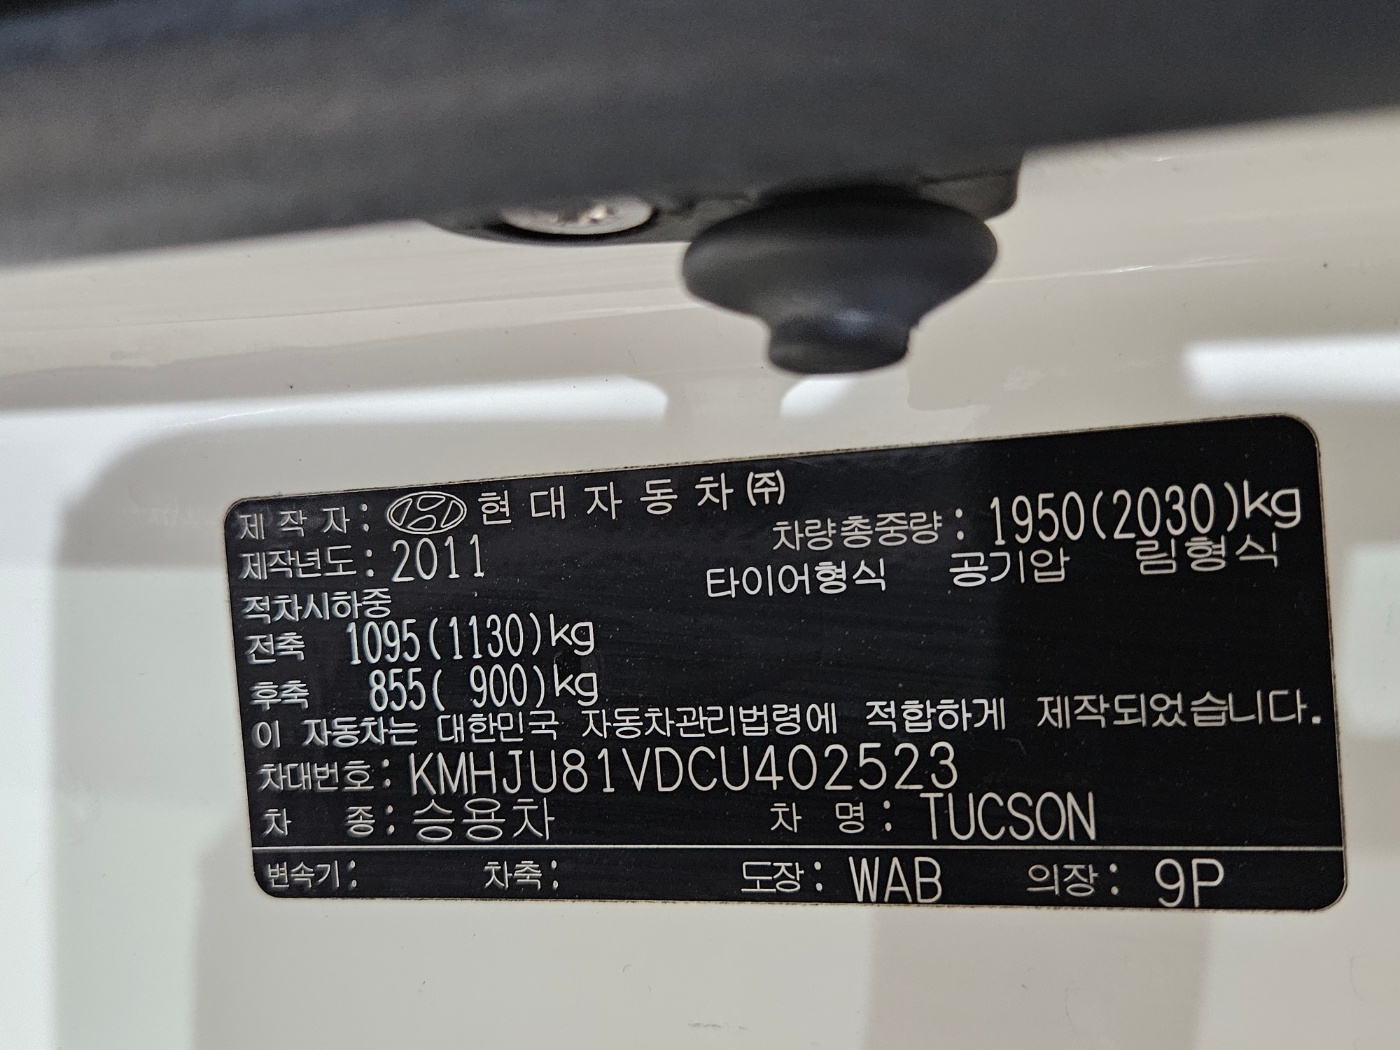 제작자: 현대자동차㈜
차량총중량: 1950(2030)kg
제작년도: 2011
타이어형식 공기압 림형식
적차시하중
전축 1095(1130)kg
후축 855( 900)kg
이 자동차는 대한민국 자동차관리법령에 적합하게 제작되었습니다.
차대번호: KMHJU81VDCU402523
차 종: 승용차 차 명: TUCSON
변속기: 차축: 도장: WAB 의장: 9P